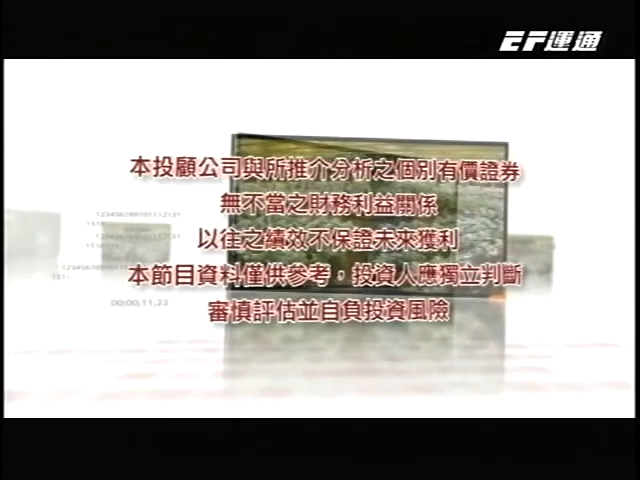 EF運通
本投顧公司與所推介分析之個別有價證券
無不當之財務利益關係
以往之績效不保證未來獲利
本節目資料僅供參考，投資人應獨立判斷
審慎評估並自負投資風險
00;00;11,23